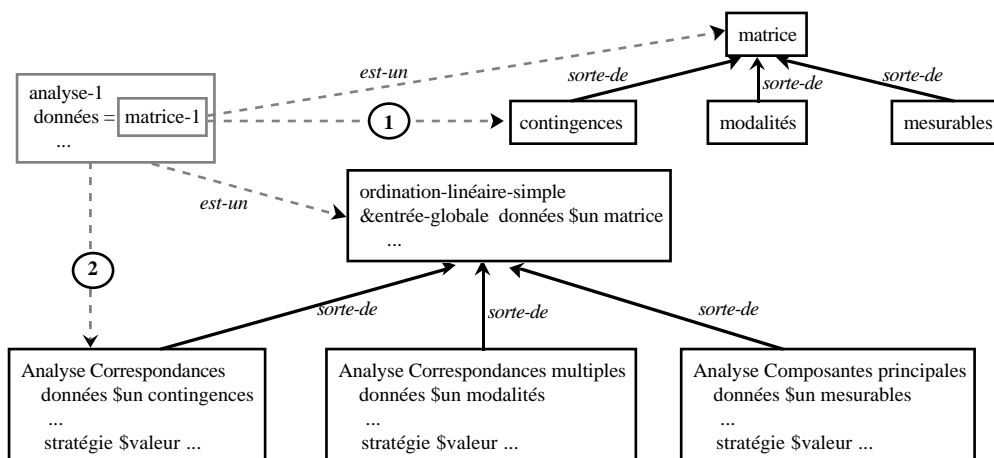 matrice
est-un
sorte-de
sorte-de
sorte-de
analyse-1
données = matrice-1
...
1
contingences
modalités
mesurables
est-un
ordination-linéaire-simple
&entrée-globale données $un matrice
...
2
sorte-de
sorte-de
sorte-de
Analyse Correspondances
données $un contingences
...
stratégie $valeur ...
Analyse Correspondances multiples
données $un modalités
...
stratégie $valeur ...
Analyse Composantes principales
données $un mesurables
...
stratégie $valeur ...